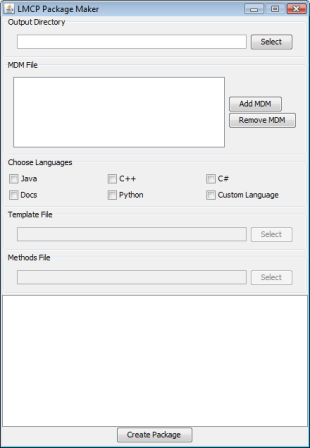 LMCP Package Maker
Output Directory
Select
MDM File
Add MDM
Remove MDM
Choose Languages
Java C++ C#
Docs Python Custom Language
Template File
Select
Methods File
Select
Create Package